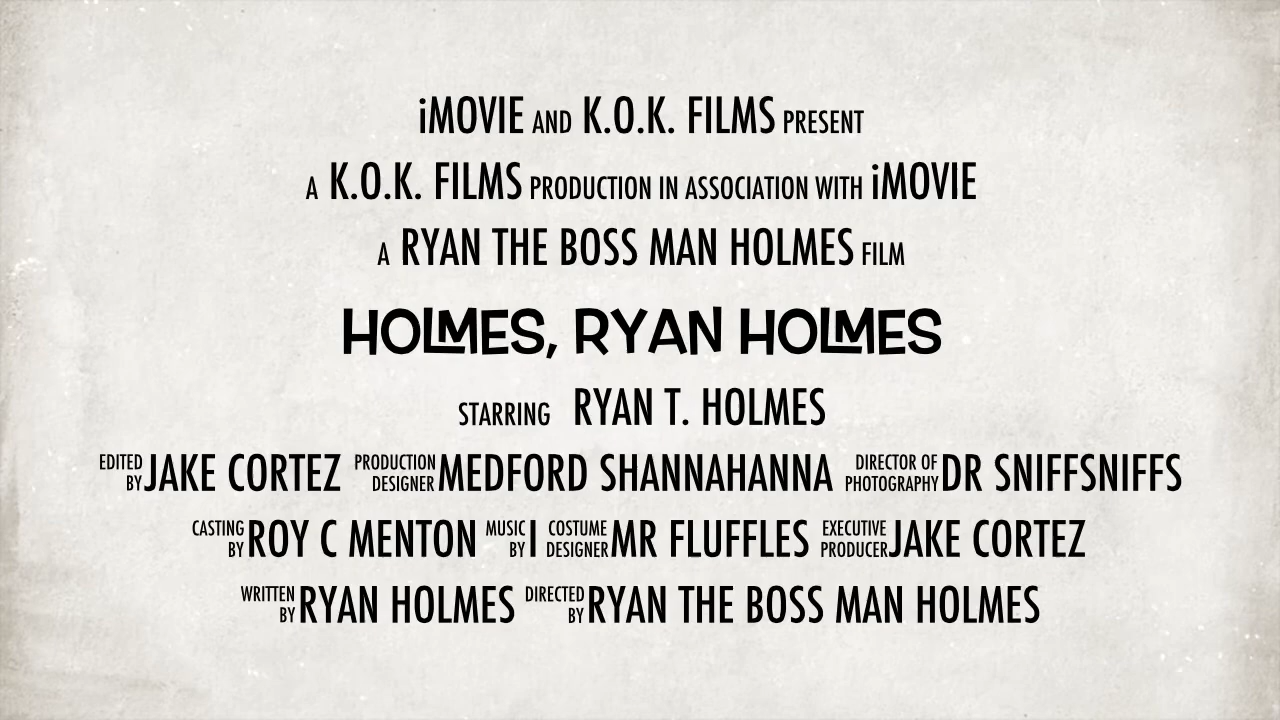 iMOVIE AND K.O.K. FILMS PRESENT
A K.O.K. FILMS PRODUCTION IN ASSOCIATION WITH iMOVIE
A RYAN THE BOSS MAN HOLMES FILM
HOLMES, RYAN HOLMES
STARRING RYAN T. HOLMES
EDITED BY JAKE CORTEZ PRODUCTION DESIGNER MEDFORD SHANNAHANNA DIRECTOR OF PHOTOGRAPHY DR SNIFFSNIFFS
CASTING BY ROY C MENTON MUSIC BY I COSTUME DESIGNER MR FLUFFLES EXECUTIVE PRODUCER JAKE CORTEZ
WRITTEN BY RYAN HOLMES DIRECTED BY RYAN THE BOSS MAN HOLMES